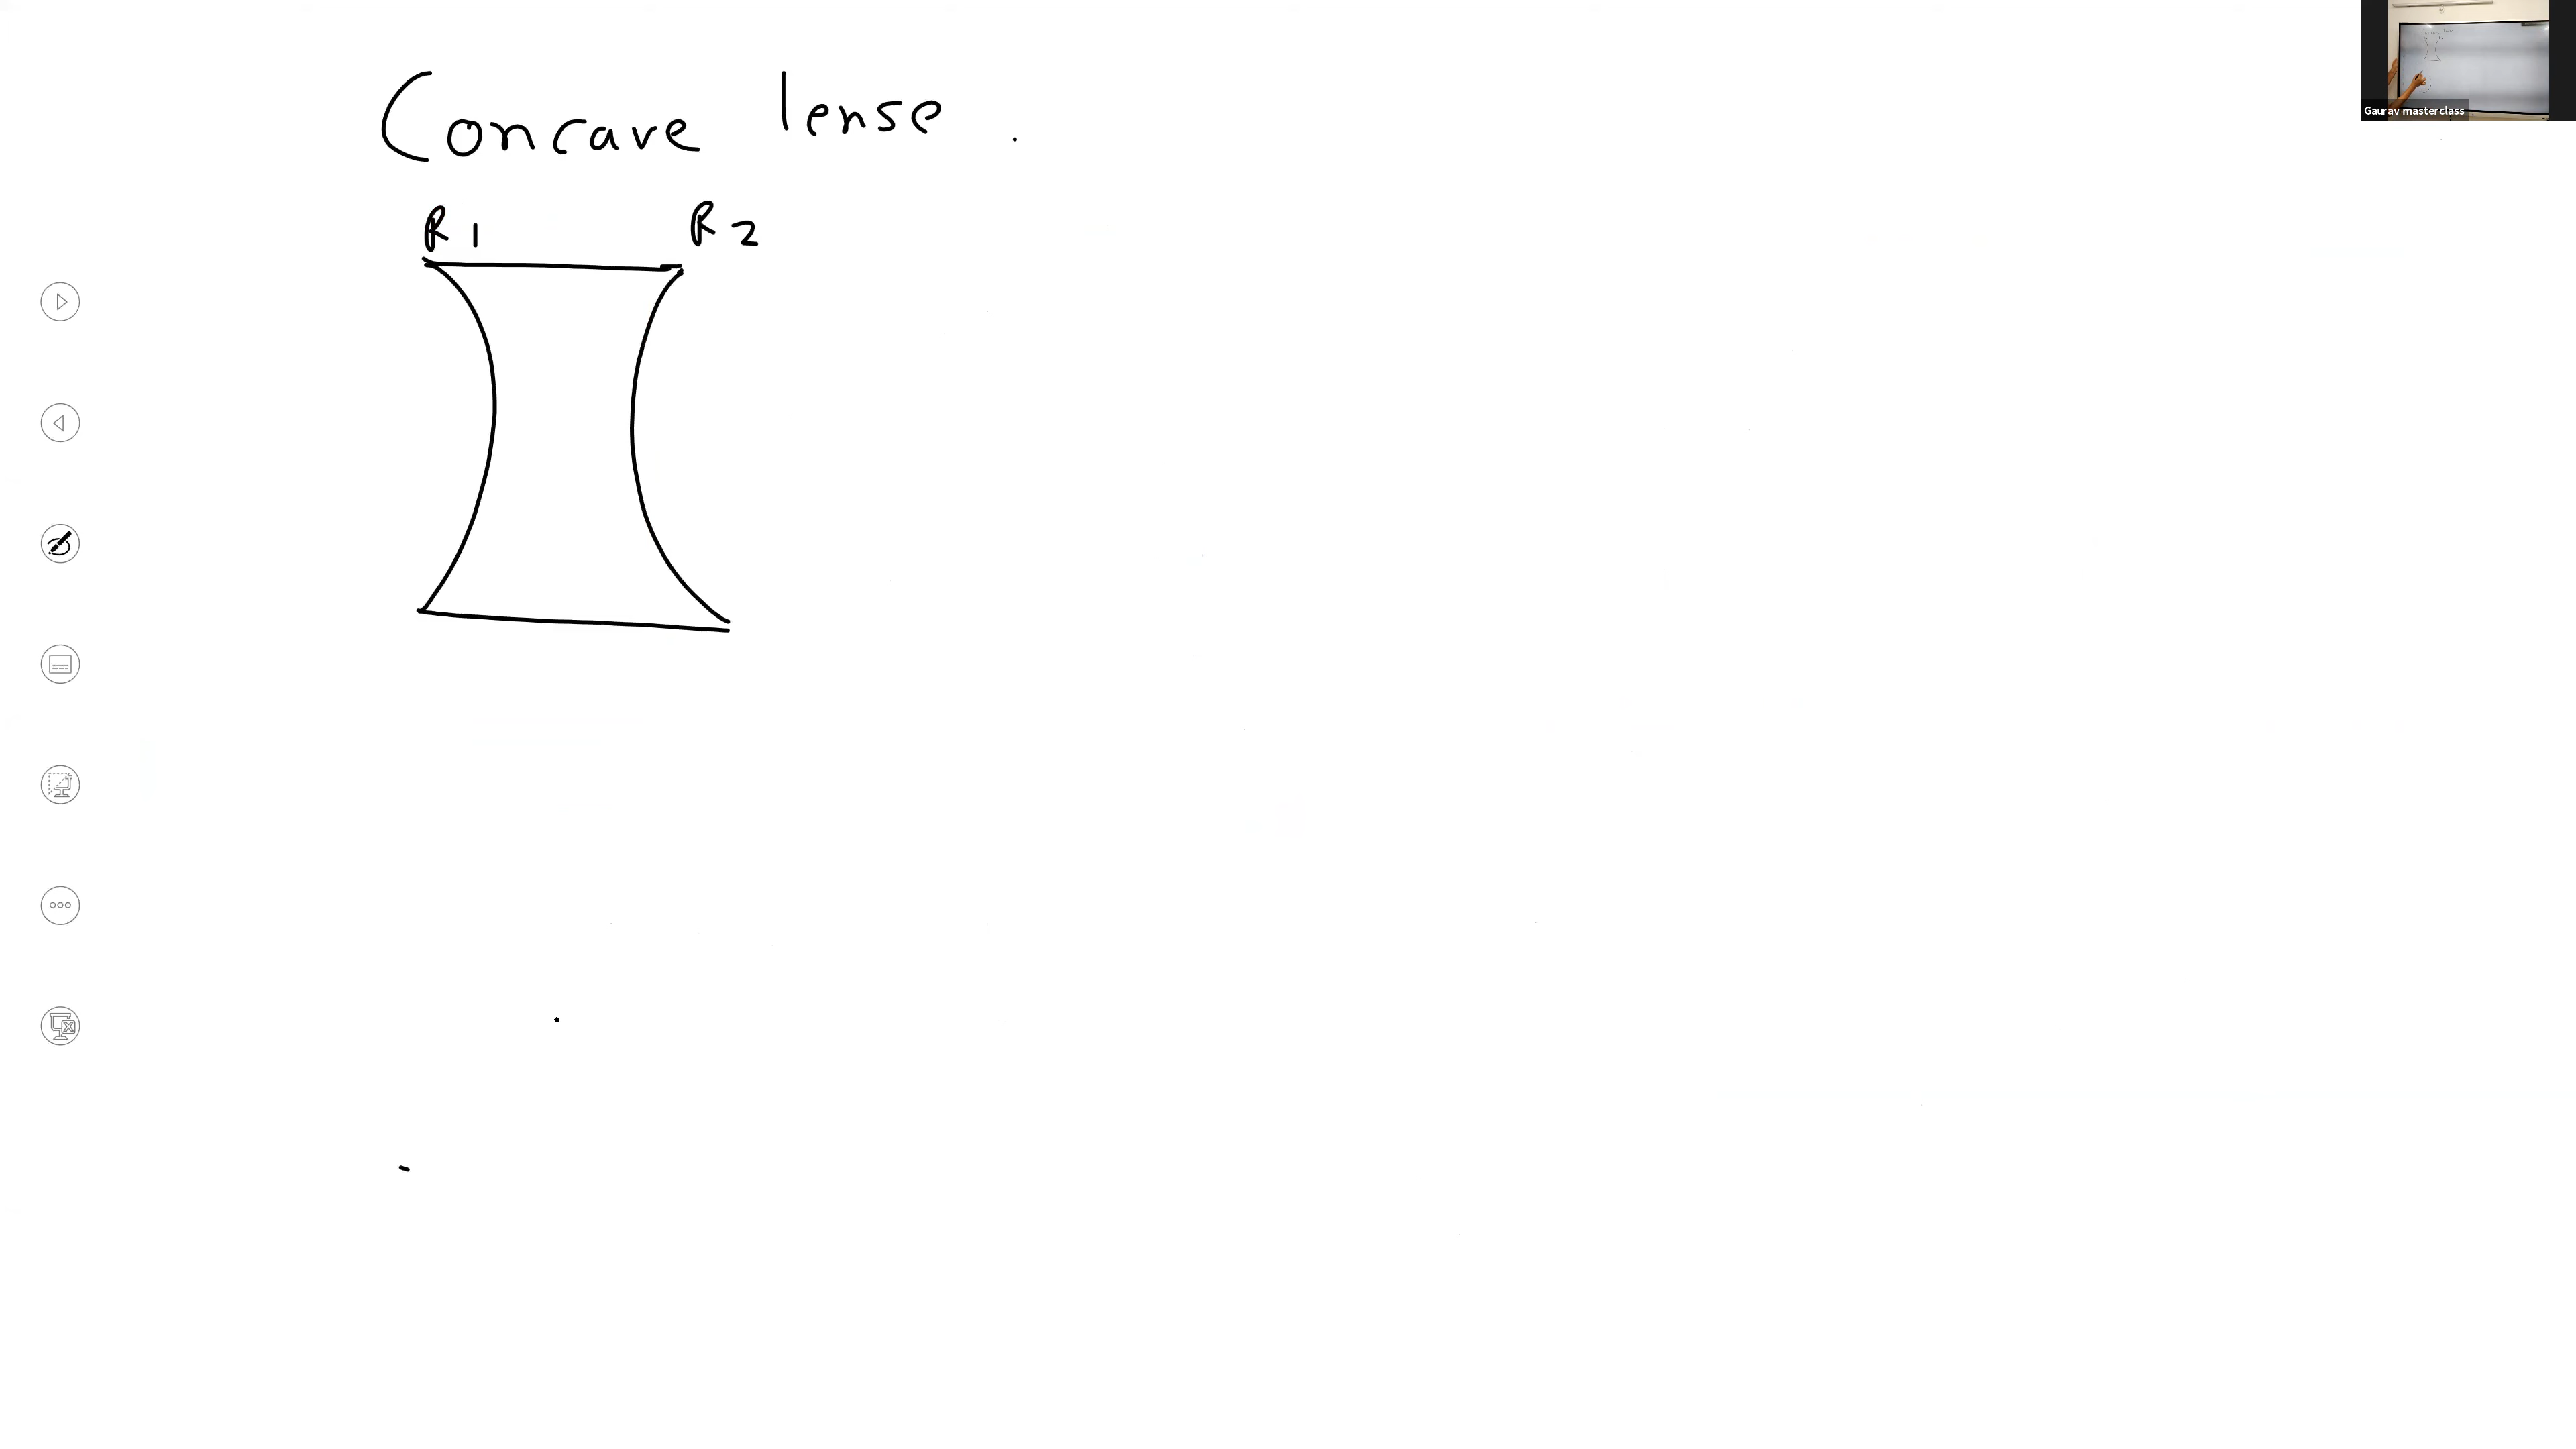 Concave lense .
R1 R2
Gaurav masterclass